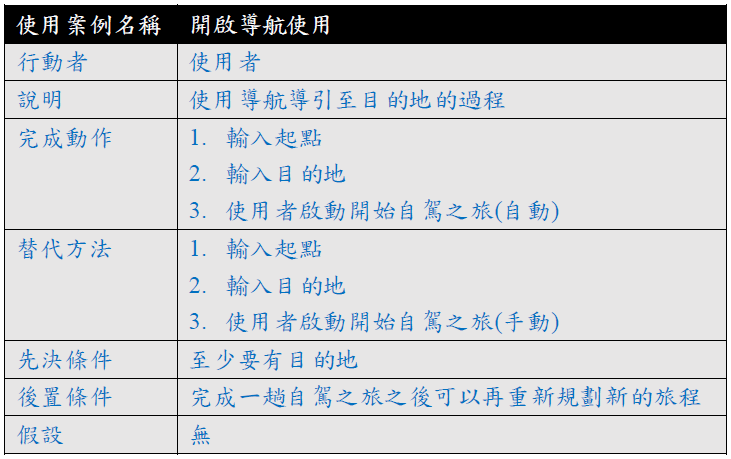 使用案例名稱 開啟導航使用
行動者 使用者
說明 使用導航導引至目的地的過程
完成動作 1. 輸入起點
2. 輸入目的地
3. 使用者啟動開始自駕之旅(自動)
替代方法 1. 輸入起點
2. 輸入目的地
3. 使用者啟動開始自駕之旅(手動)
先決條件 至少要有目的地
後置條件 完成一趟自駕之旅之後可以再重新規劃新的旅程
假設 無